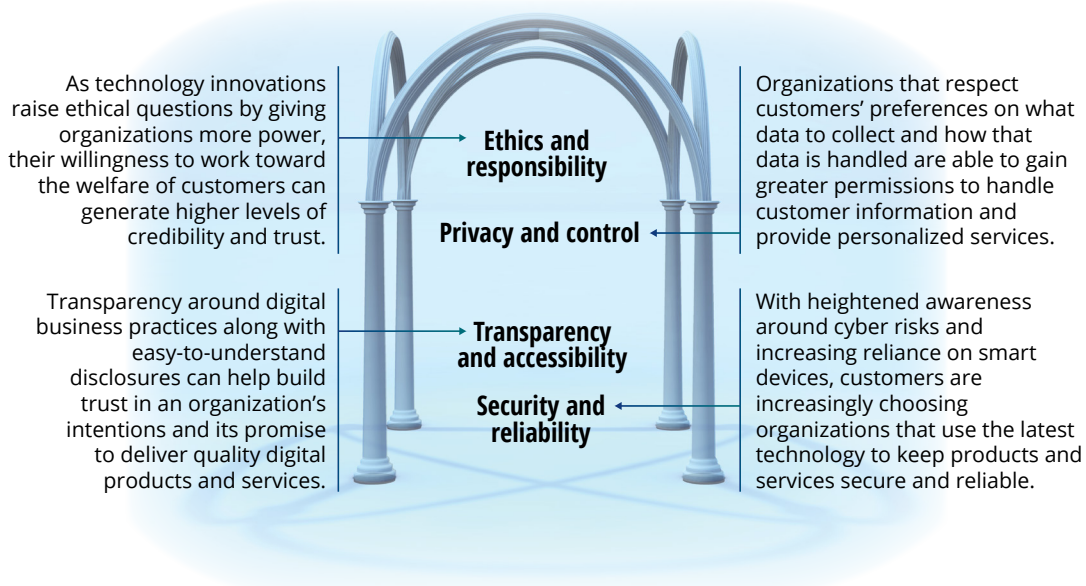 As technology innovations
raise ethical questions by giving
organizations more power,
their willingness to work toward
the welfare of customers can
generate higher levels of
credibility and trust.
Ethics and
responsibility
Organizations that respect
customers’ preferences on what
data to collect and how that
data is handled are able to gain
greater permissions to handle
customer information and
provide personalized services.
Privacy and control
Transparency around digital
business practices along with
easy-to-understand
disclosures can help build
trust in an organization’s
intentions and its promise
to deliver quality digital
products and services.
Transparency
and accessibility
With heightened awareness
around cyber risks and
increasing reliance on smart
devices, customers are
increasingly choosing
organizations that use the latest
technology to keep products and
services secure and reliable.
Security and
reliability